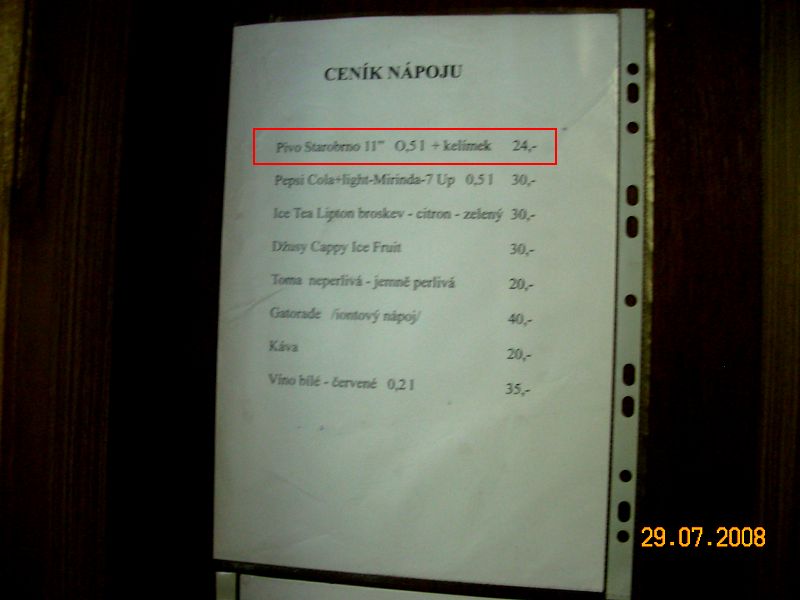 CENÍK NÁPOJU
Pivo Starobrno 11"' O,5 l + kelímek 24,-
Pepsi Cola+light-Mirinda-7 Up 0,5 l 30,-
Ice Tea Lipton broskev - citron - zelený 30,-
Džusy Cappy Ice Fruit 30,-
Toma neperlivá - jemně perlivá 20,-
Gatorade /iontový nápoj/ 40,-
Káva 20,-
Víno bílé - červené 0,2 l 35,-
29.07.2008